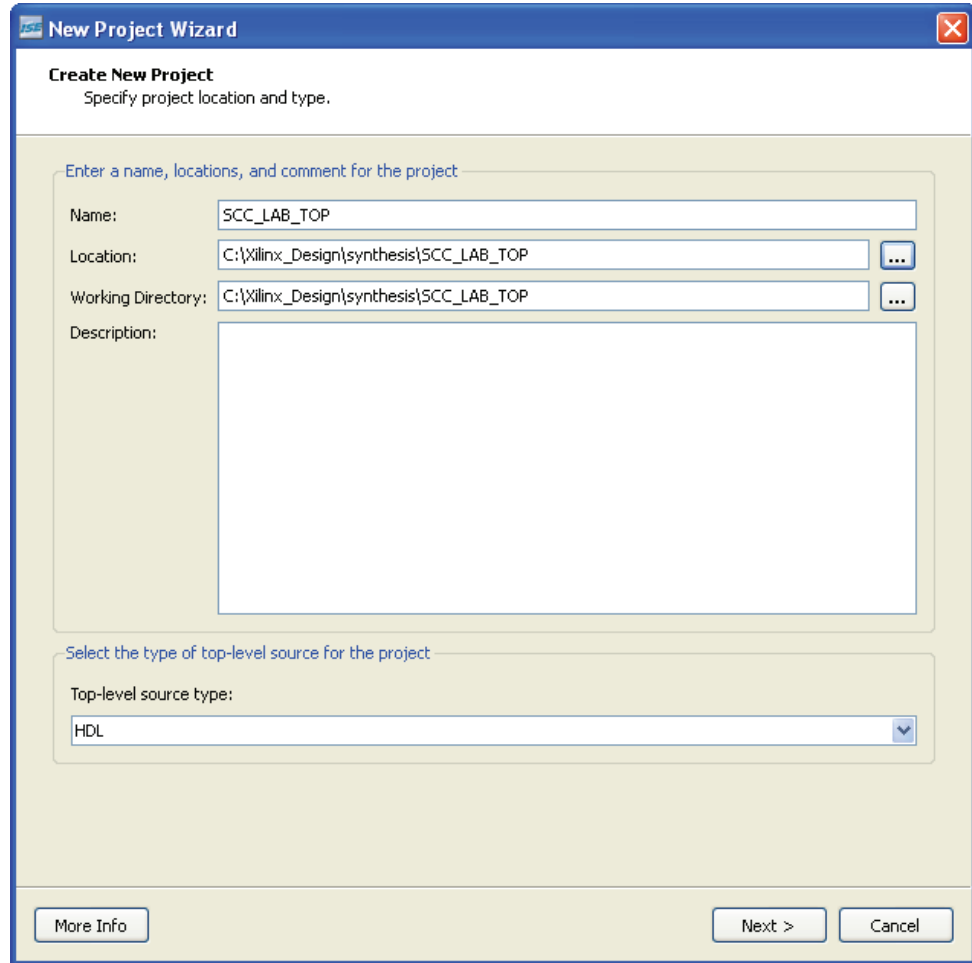 ISE New Project Wizard
Create New Project
Specify project location and type.
Enter a name, locations, and comment for the project
Name: SCC_LAB_TOP
Location: C:\Xilinx_Design\synthesis\SCC_LAB_TOP ...
Working Directory: C:\Xilinx_Design\synthesis\SCC_LAB_TOP ...
Description:
Select the type of top-level source for the project
Top-level source type:
HDL
More Info Next > Cancel